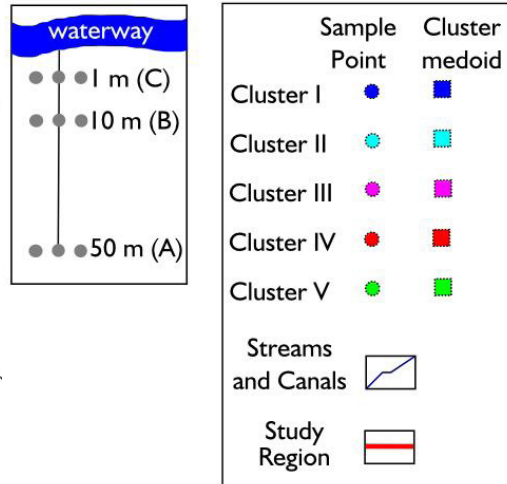 waterway
1 m (C)
10 m (B)
50 m (A)
Sample Point
Cluster medoid
Cluster I
Cluster II
Cluster III
Cluster IV
Cluster V
Streams
and Canals
Study
Region